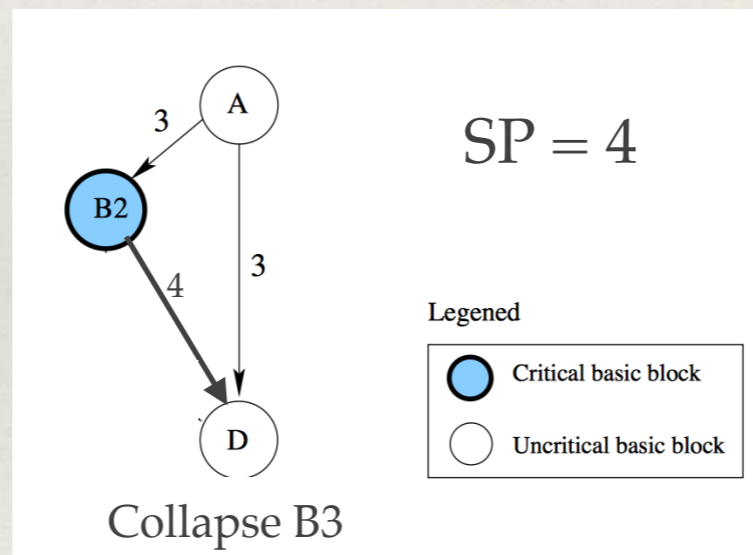 A
3
SP = 4
B2
3
4
Legened
Critical basic block
D
Uncritical basic block
Collapse B3